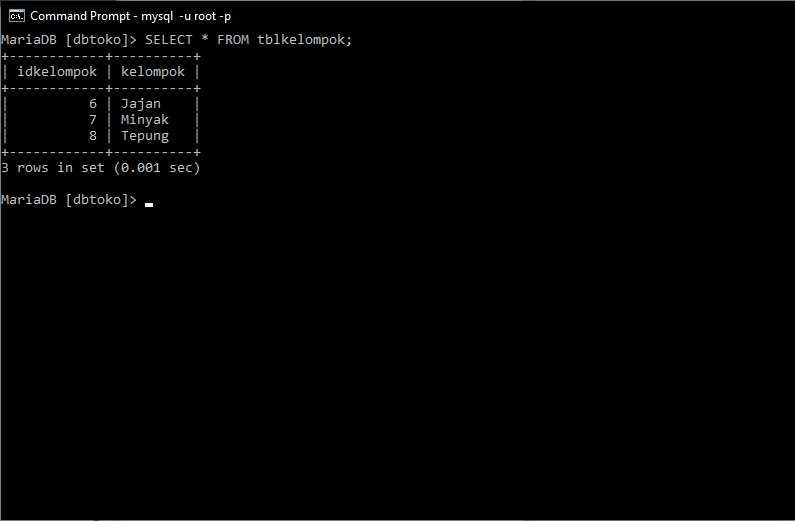 Command Prompt - mysql  -u root -p
MariaDB [dbtoko]> SELECT * FROM tblkelompok;
+------------+----------+
| idkelompok | kelompok |
+------------+----------+
|          6 | Jajan    |
|          7 | Minyak   |
|          8 | Tepung   |
+------------+----------+
3 rows in set (0.001 sec)
MariaDB [dbtoko]>